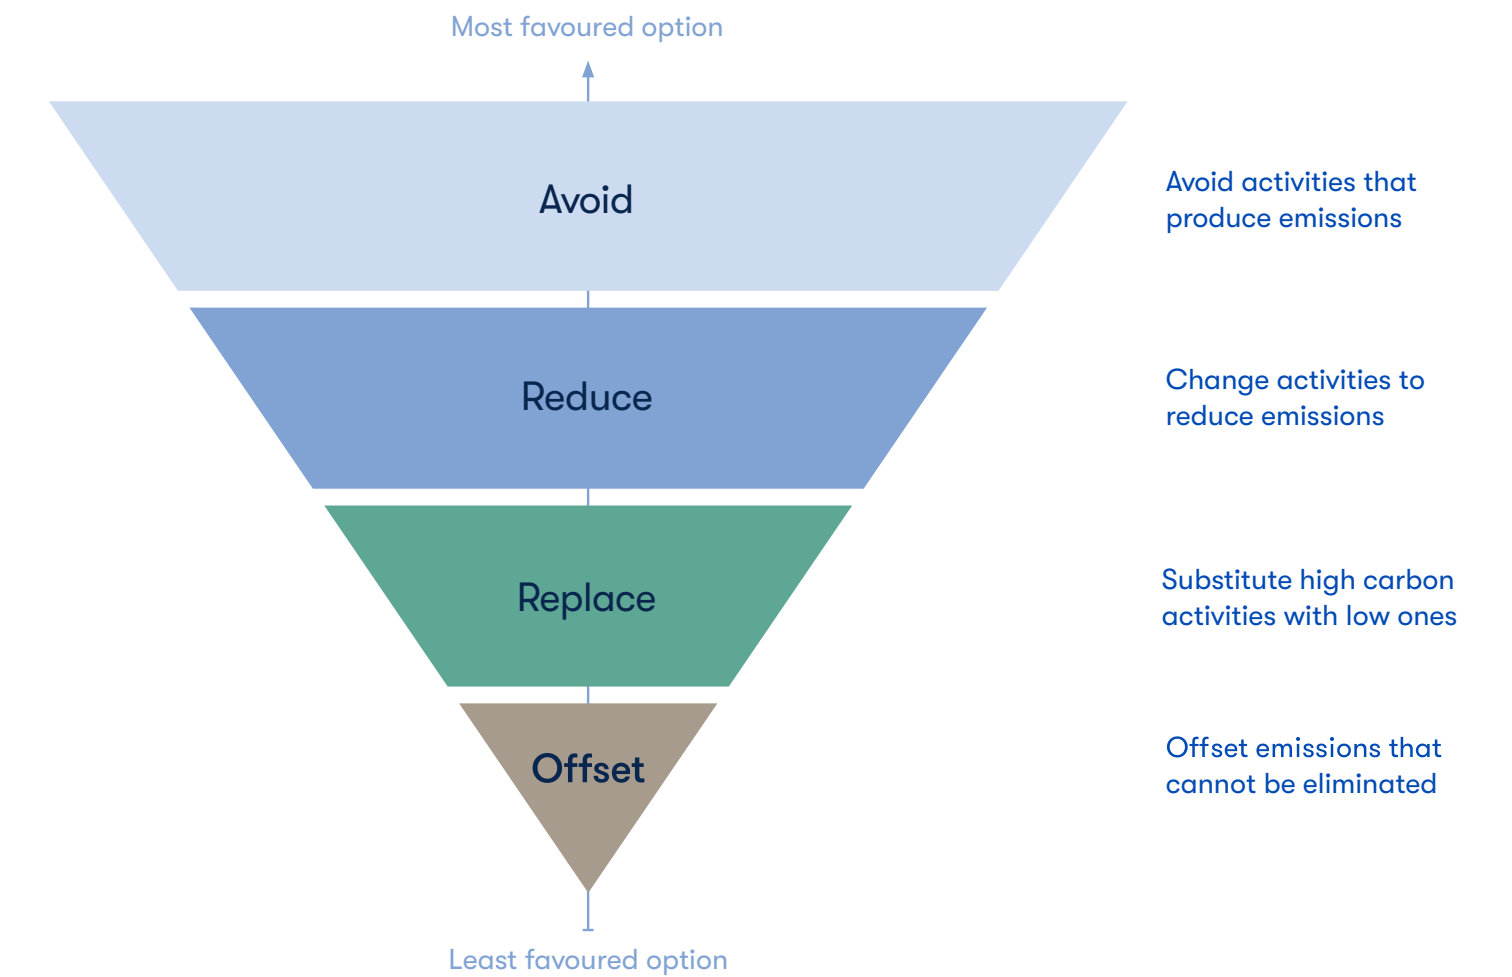 Most favoured option
Avoid
Avoid activities that
produce emissions
Reduce
Change activities to
reduce emissions
Replace
Substitute high carbon
activities with low ones
Offset
Offset emissions that
cannot be eliminated
Least favoured option